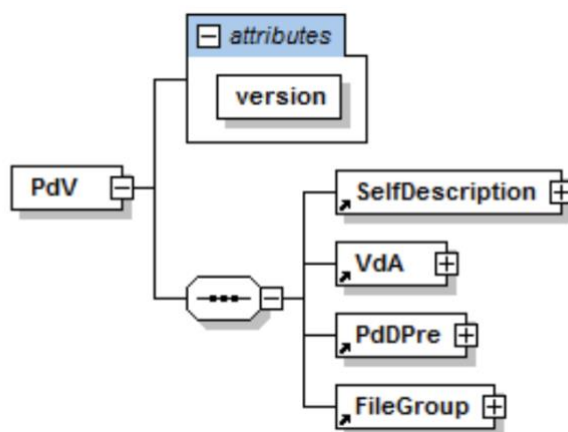 attributes
version
PdV
SelfDescription
VdA
PdDPre
FileGroup